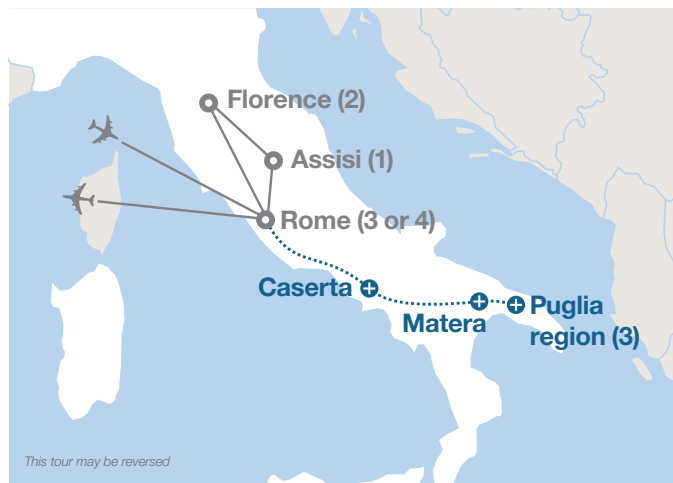 Florence (2)
Assisi (1)
Rome (3 or 4)
Caserta
Matera
Puglia
region (3)
This tour may be reversed